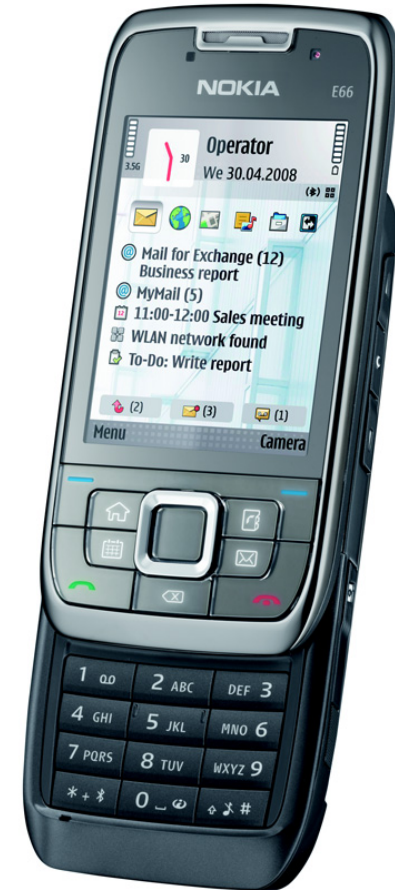 NOKIA E66
3.5G 30 Operator
We 30.04.2008
Mail for Exchange (12)
Business report
MyMail (5)
12 11:00-12:00 Sales meeting
WLAN network found
To-Do: Write report
(2) (3) (1)
Menu Camera
1 2 ABC DEF 3
4 GHI 5 JKL MNO 6
7 PQRS 8 TUV WXYZ 9
* + 0 #